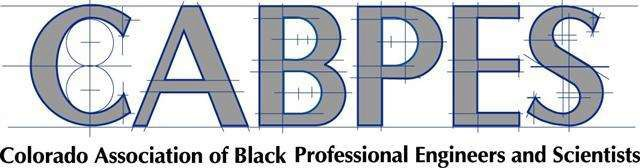 CABPES
Colorado Association of Black Professional Engineers and Scientists